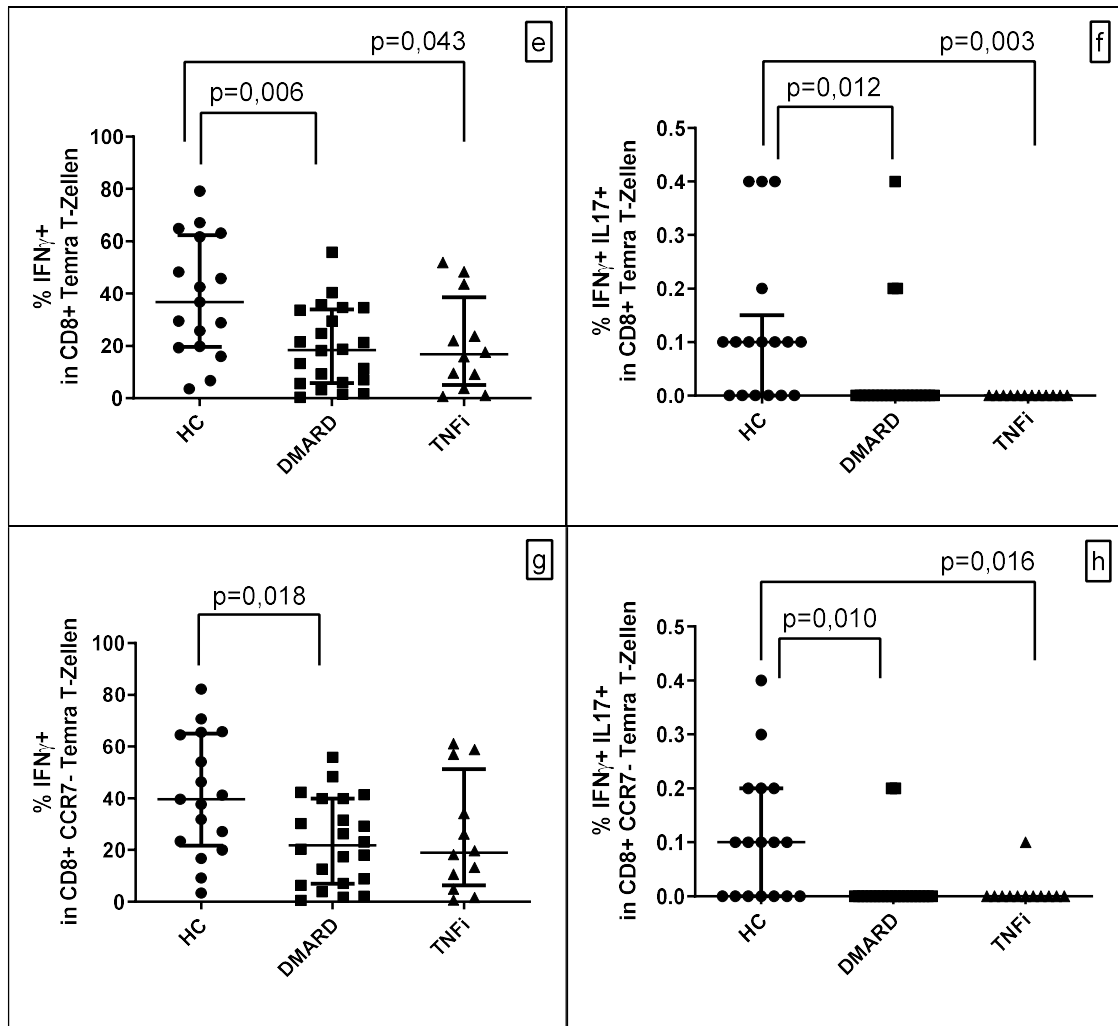 e
p=0,043
p=0,006
% IFNγ+
in CD8+ Temra T-Zellen
100
80
60
40
20
0
HC
DMARD
TNFi
f
p=0,003
p=0,012
% IFNγ+ IL17+
in CD8+ Temra T-Zellen
0.5
0.4
0.3
0.2
0.1
0.0
HC
DMARD
TNFi
g
p=0,018
% IFNγ+
in CD8+ CCR7- Temra T-Zellen
100
80
60
40
20
0
HC
DMARD
TNFi
h
p=0,016
p=0,010
% IFNγ+ IL17+
in CD8+ CCR7- Temra T-Zellen
0.5
0.4
0.3
0.2
0.1
0.0
HC
DMARD
TNFi